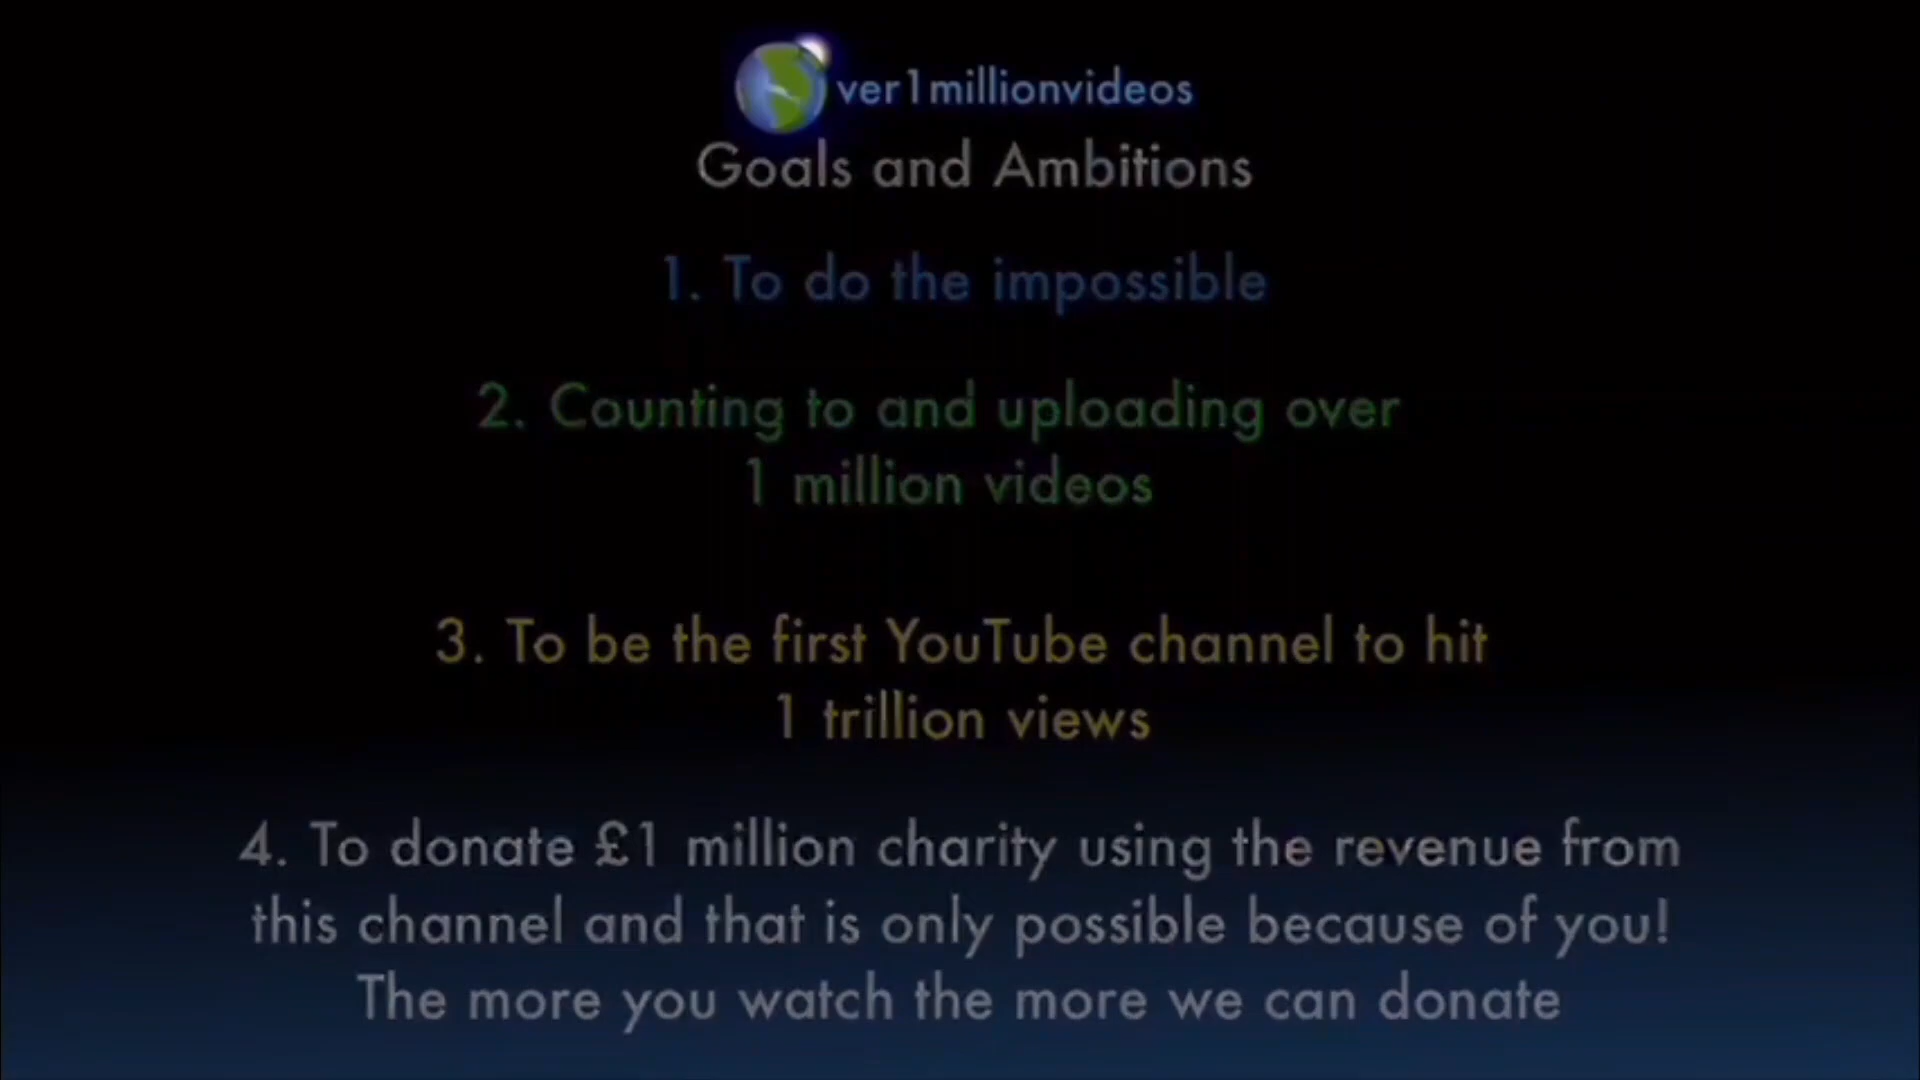 ver1millionvideos
Goals and Ambitions
1. To do the impossible
2. Counting to and uploading over
1 million videos
3. To be the first YouTube channel to hit
1 trillion views
4. To donate £1 million charity using the revenue from
this channel and that is only possible because of you!
The more you watch the more we can donate